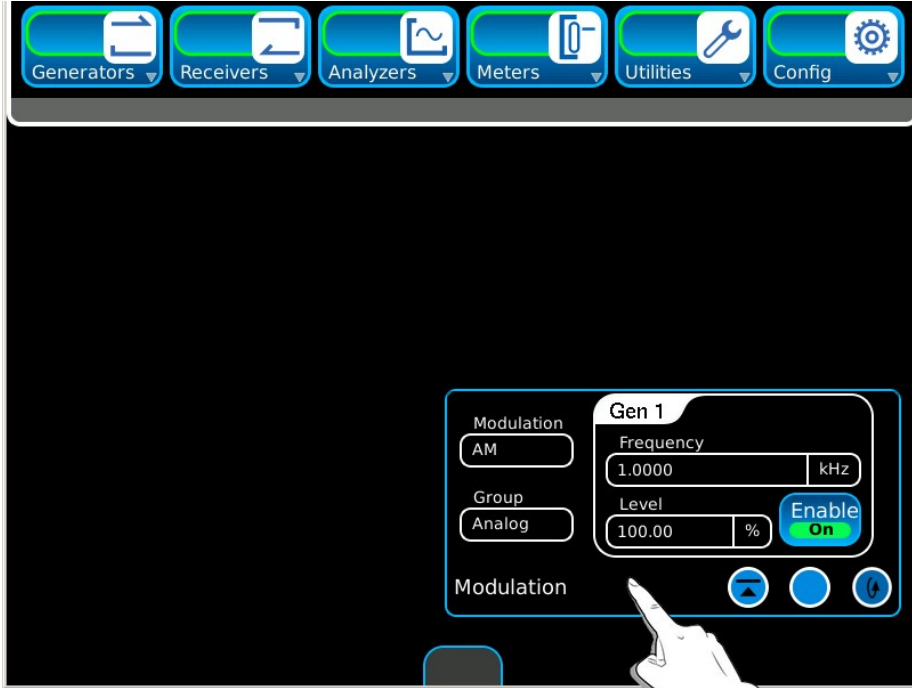 Generators
Receivers
Analyzers
Meters
Utilities
Config
Modulation
AM
Group
Analog
Gen 1
Frequency
1.0000 kHz
Level
100.00 %
Enable
On
Modulation